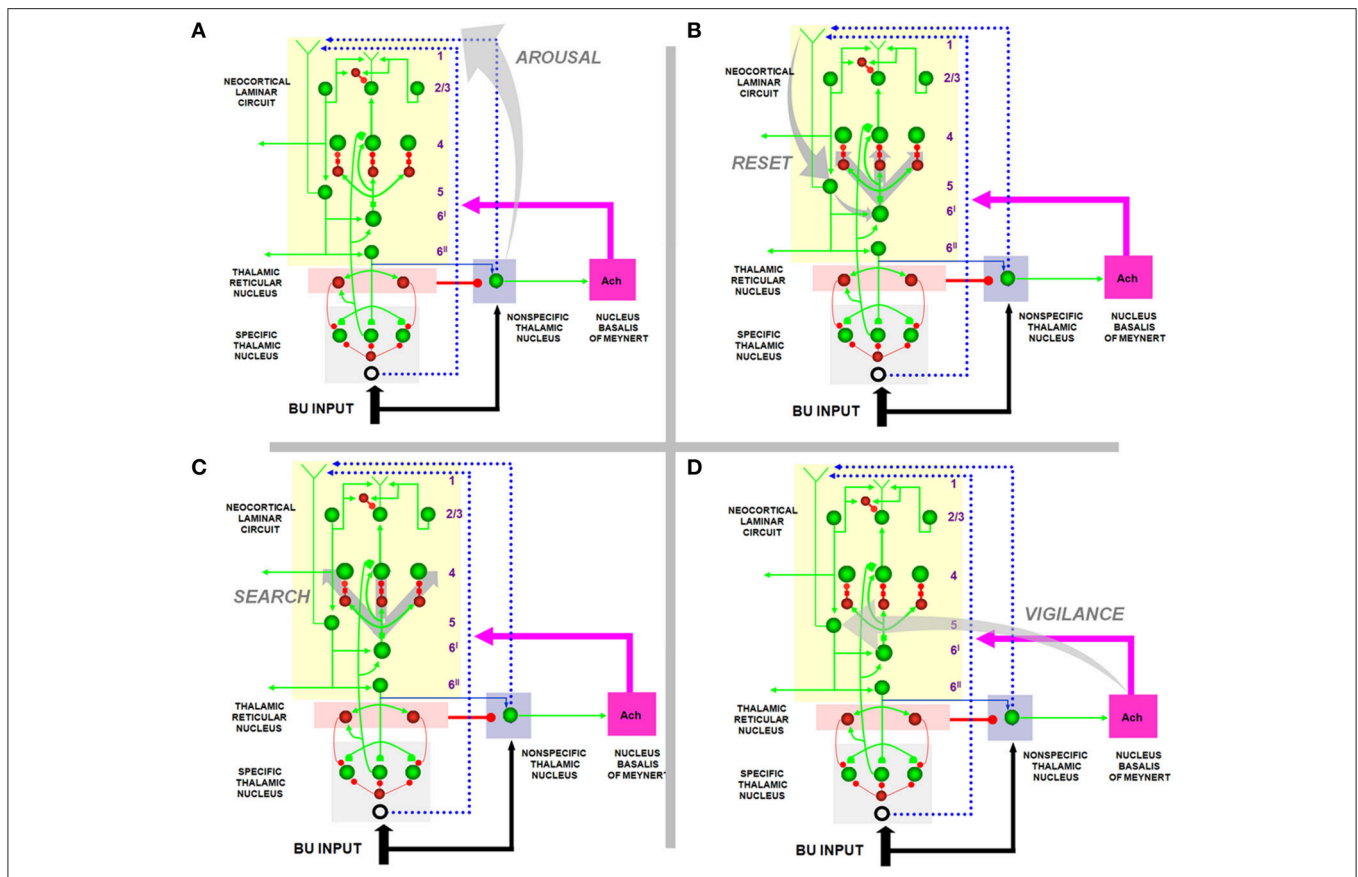 A
AROUSAL
1
NEOCORTICAL
LAMINAR
CIRCUIT
2/3
4
5
6I
6II
THALAMIC
RETICULAR
NUCLEUS
Ach
SPECIFIC
THALAMIC
NUCLEUS
NONSPECIFIC
THALAMIC
NUCLEUS
NUCLEUS
BASALIS
OF MEYNERT
BU INPUT
B
1
NEOCORTICAL
LAMINAR
CIRCUIT
2/3
4
RESET
5
6I
6II
THALAMIC
RETICULAR
NUCLEUS
Ach
SPECIFIC
THALAMIC
NUCLEUS
NONSPECIFIC
THALAMIC
NUCLEUS
NUCLEUS
BASALIS
OF MEYNERT
BU INPUT
C
1
NEOCORTICAL
LAMINAR
CIRCUIT
2/3
4
SEARCH
5
6I
6II
THALAMIC
RETICULAR
NUCLEUS
Ach
SPECIFIC
THALAMIC
NUCLEUS
NONSPECIFIC
THALAMIC
NUCLEUS
NUCLEUS
BASALIS
OF MEYNERT
BU INPUT
D
1
NEOCORTICAL
LAMINAR
CIRCUIT
2/3
4
VIGILANCE
5
6I
6II
THALAMIC
RETICULAR
NUCLEUS
Ach
SPECIFIC
THALAMIC
NUCLEUS
NONSPECIFIC
THALAMIC
NUCLEUS
NUCLEUS
BASALIS
OF MEYNERT
BU INPUT